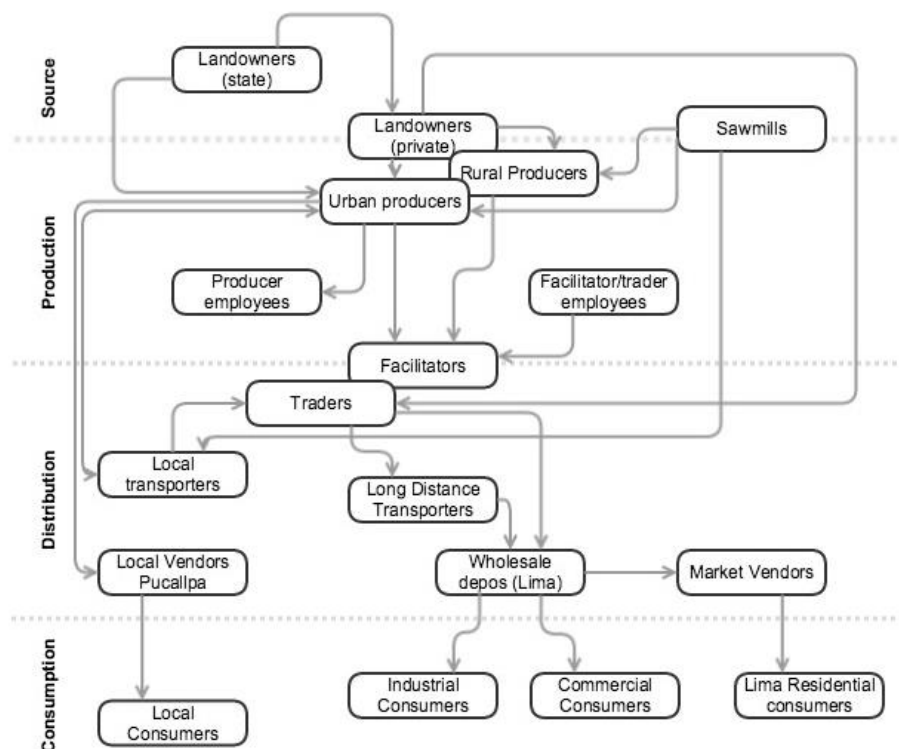 Source
Landowners
(state)
Landowners
(private)
Sawmills
Rural Producers
Production
Urban producers
Producer
employees
Facilitator/trader
employees
Facilitators
Distribution
Traders
Local
transporters
Long Distance
Transporters
Local Vendors
Pucallpa
Wholesale
depos (Lima)
Market Vendors
Consumption
Industrial
Consumers
Commercial
Consumers
Lima Residential
consumers
Local
Consumers